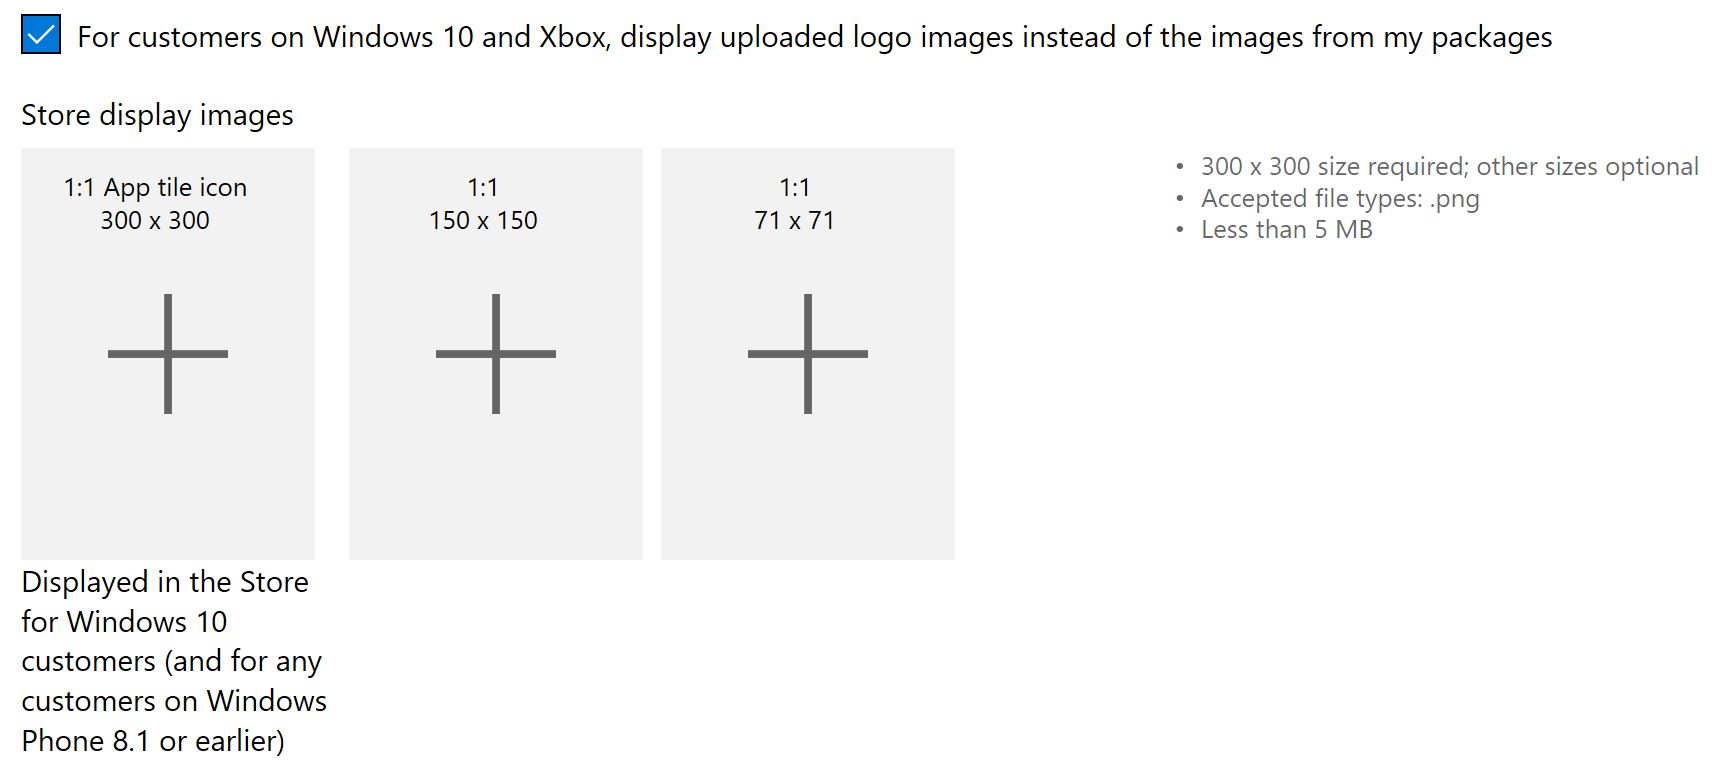 For customers on Windows 10 and Xbox, display uploaded logo images instead of the images from my packages
Store display images
1:1 App tile icon
300 x 300
1:1
150 x 150
1:1
71 x 71
• 300 x 300 size required; other sizes optional
• Accepted file types: .png
• Less than 5 MB
Displayed in the Store
for Windows 10
customers (and for any
customers on Windows
Phone 8.1 or earlier)